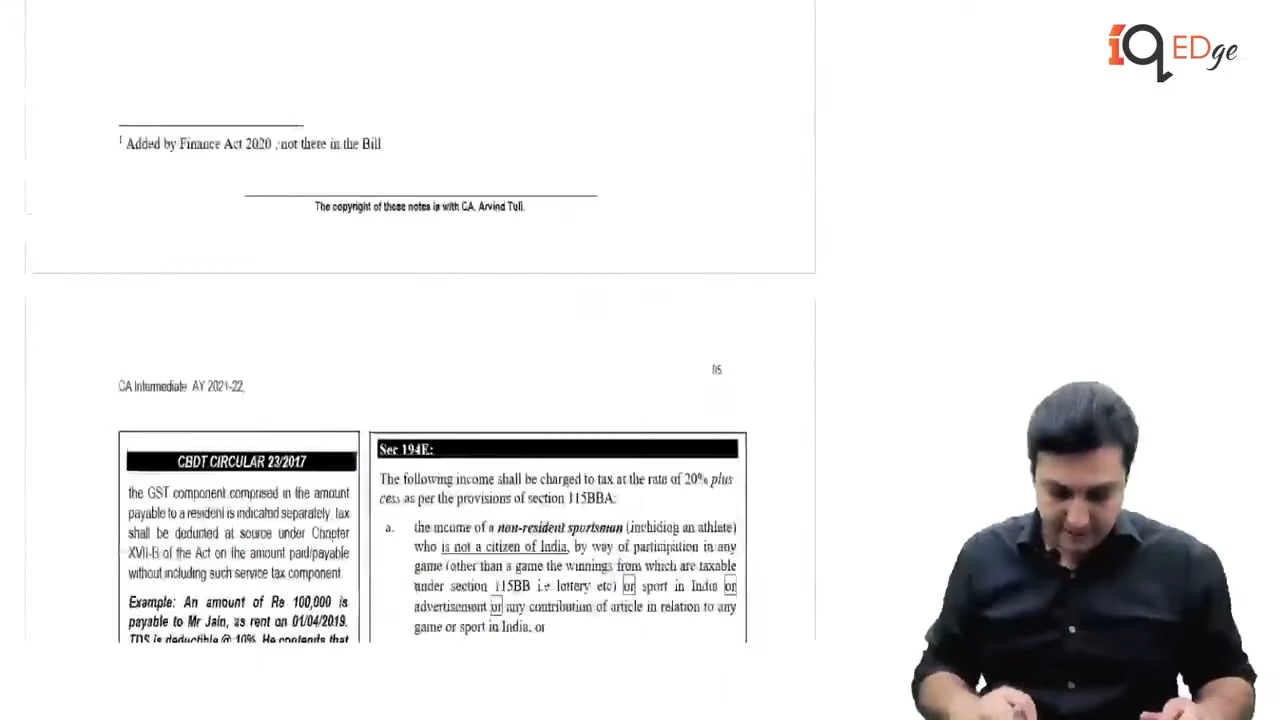 iQ EDge
1 Added by Finance Act 2020 , not there in the Bill
The copyright of these notes is with CA. Arvind Tuli.
85
CA Intermediate AY 2021-22
CBDT CIRCULAR 23/2017
the GST component comprised in the amount
payable to a resident is indicated separately, tax
shall be deducted at source under Chapter
XVII-B of the Act on the amount paid/payable
without including such service tax component.
Example: An amount of Rs 100,000 is
payable to Mr Jain, as rent on 01/04/2019.
TDS is deductible @ 10%. He contends that
Sec 194E:
The following income shall be charged to tax at the rate of 20% plus
cess as per the provisions of section 115BBA:
a. the income of a non-resident sportsman (including an athlete)
who is not a citizen of India, by way of participation in any
game (other than a game the winnings from which are taxable
under section 115BB i.e lottery etc) or sport in India or
advertisement or any contribution of article in relation to any
game or sport in India, or